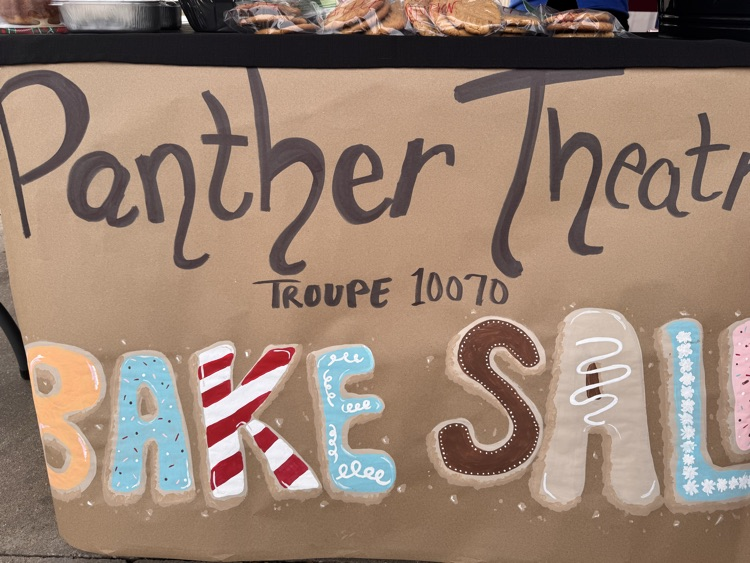 Panther Theatr
TROUPE 10070
BAKE SAL